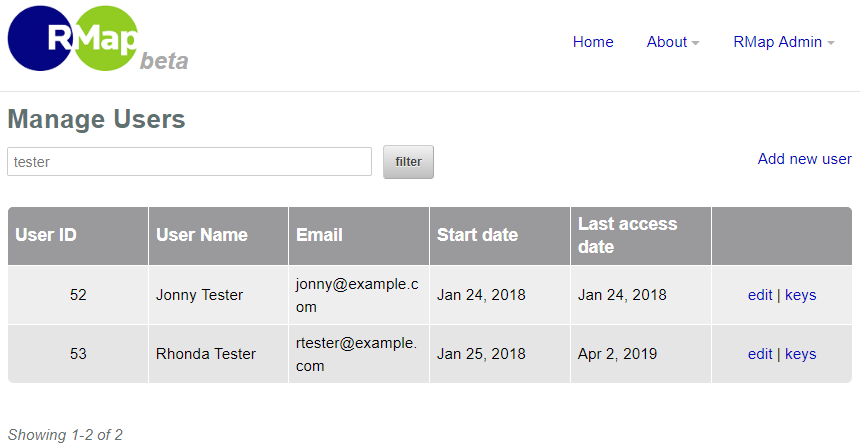 RMap beta
Home About RMap Admin
Manage Users
tester filter Add new user
User ID User Name Email Start date Last access
date
52 Jonny Tester jonny@example.c Jan 24, 2018 Jan 24, 2018 edit | keys
om
53 Rhonda Tester rtester@example. Jan 25, 2018 Apr 2, 2019 edit | keys
com
Showing 1-2 of 2